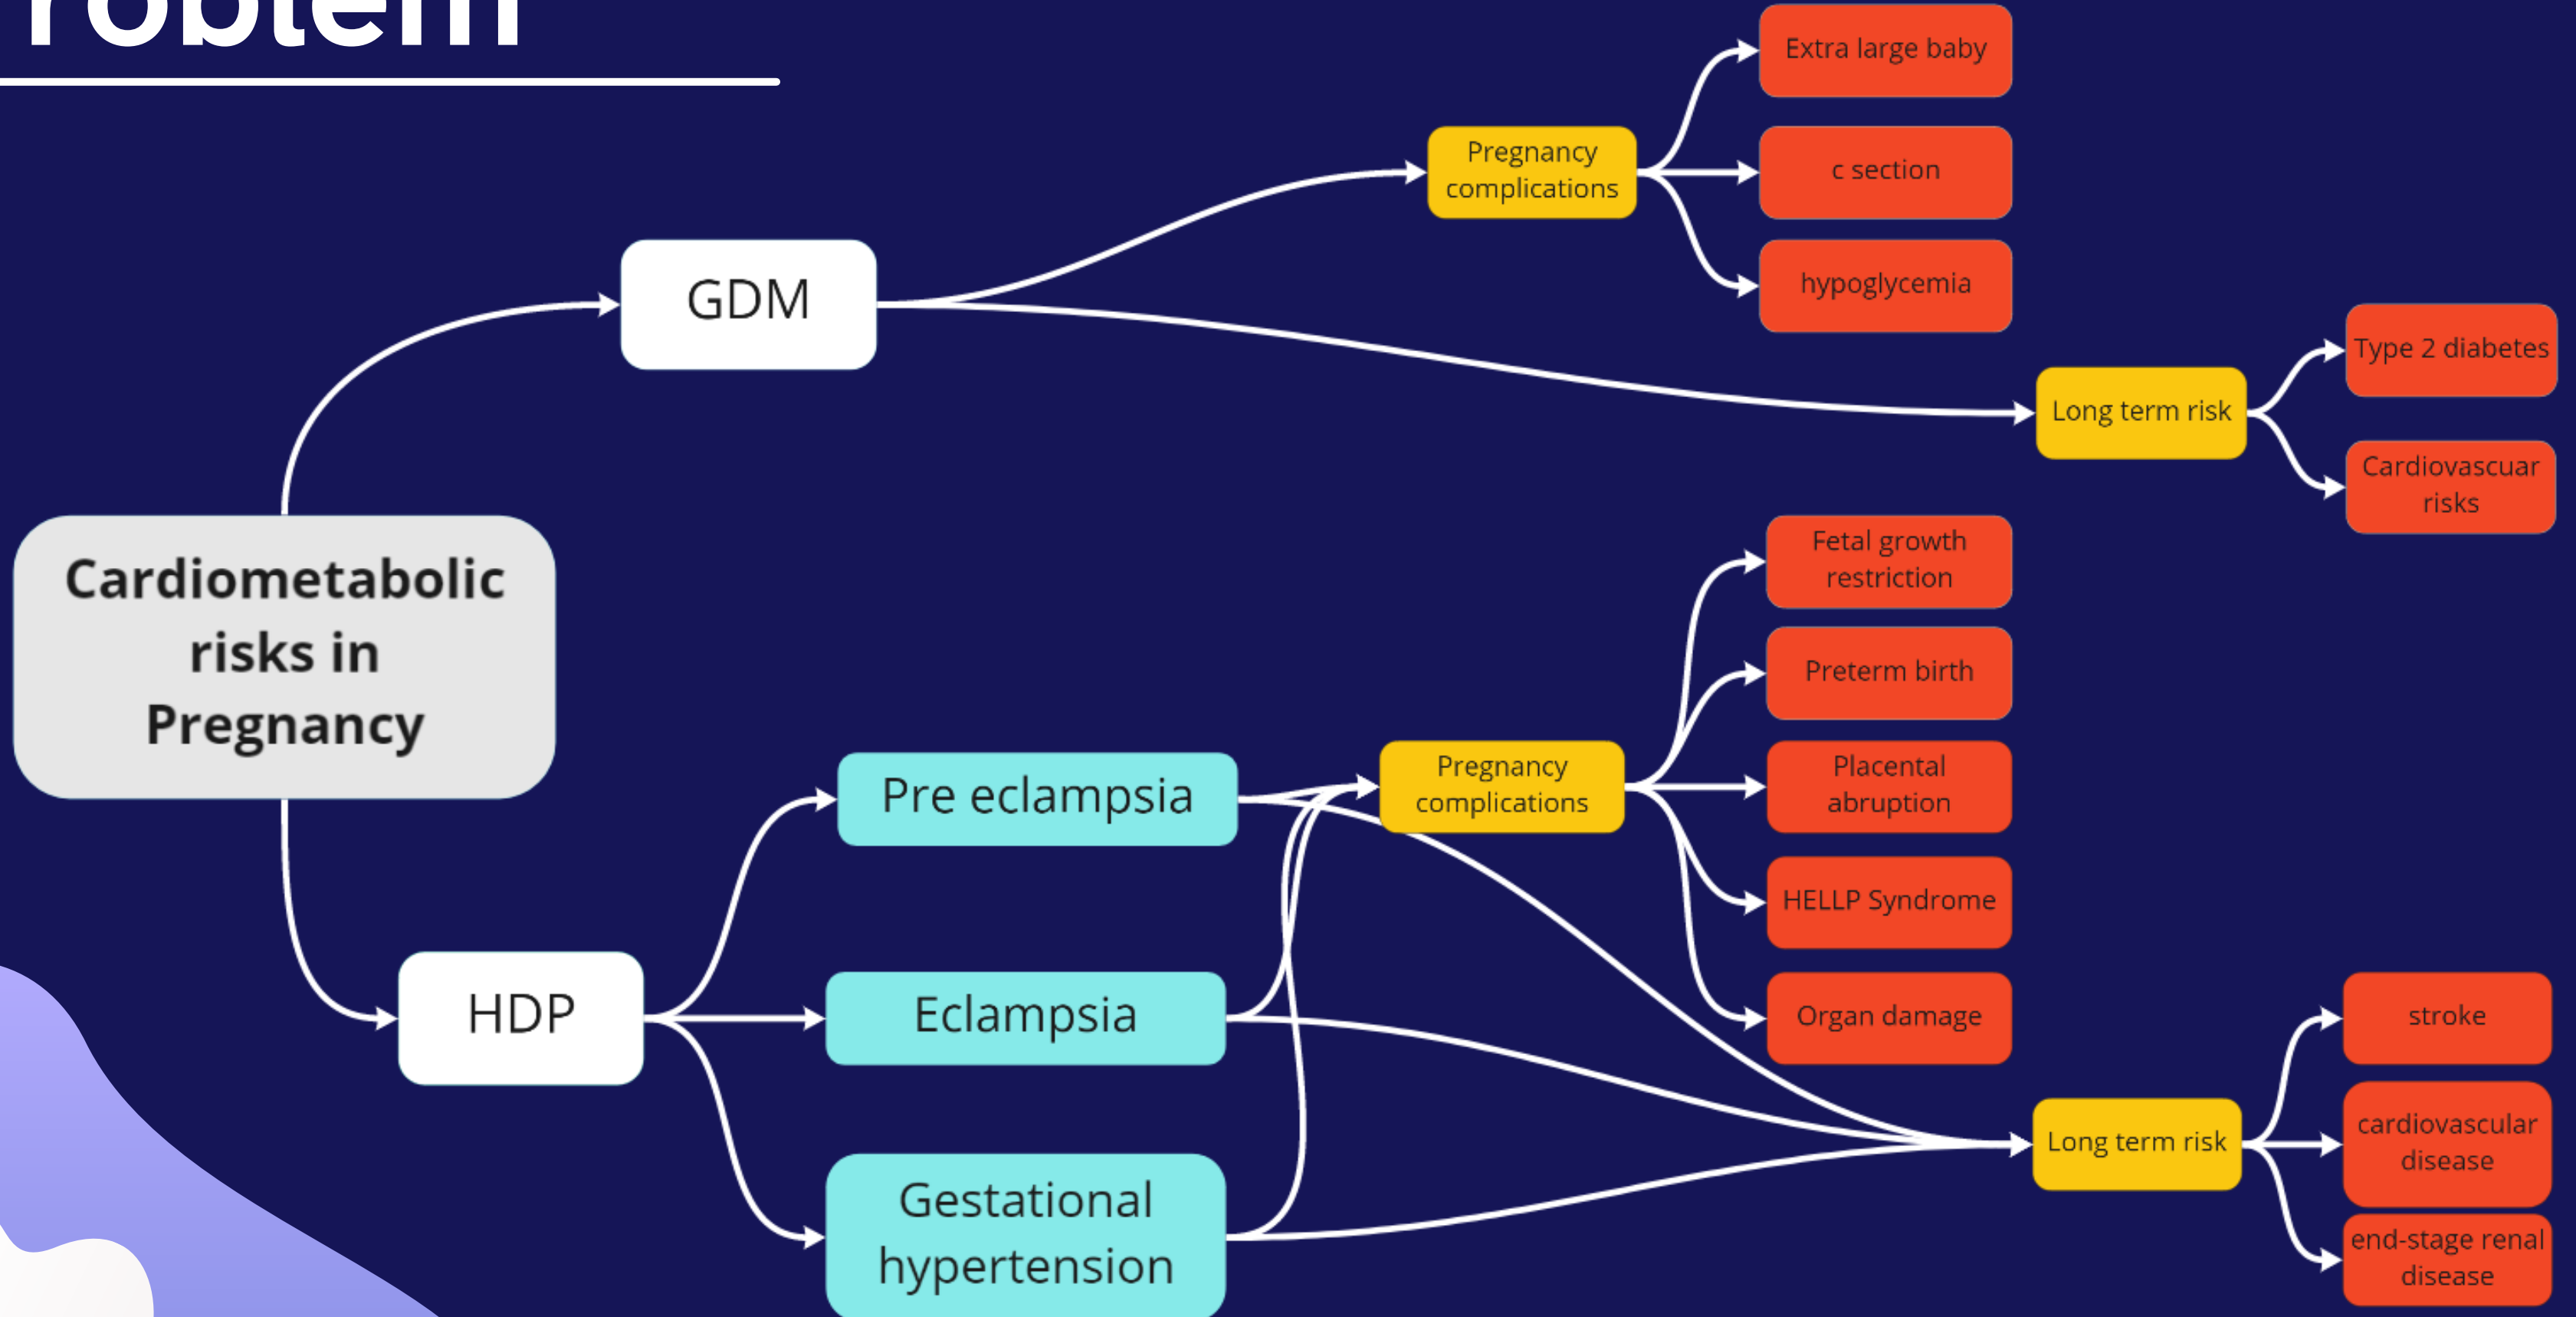 roblem
Extra large baby
Pregnancy
complications
c section
hypoglycemia
GDM
Type 2 diabetes
Long term risk
Cardiovascuar
risks
Cardiometabolic
risks in
Pregnancy
Fetal growth
restriction
Preterm birth
Pre eclampsia
Pregnancy
complications
Placental
abruption
HELLP Syndrome
HDP
Eclampsia
Organ damage
stroke
Long term risk
cardiovascular
disease
Gestational
hypertension
end-stage renal
disease